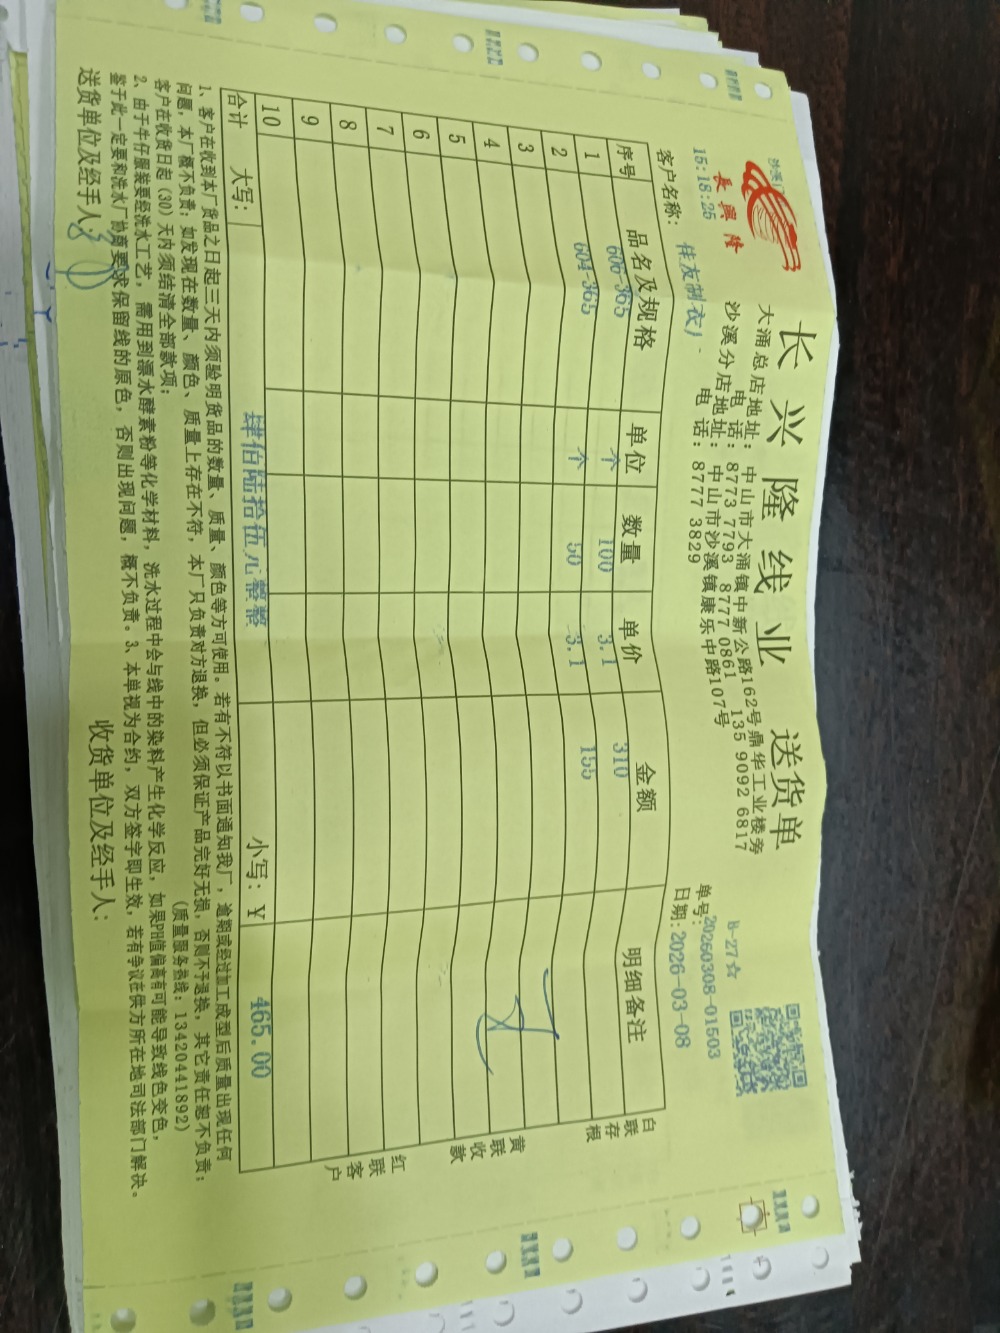 长兴隆线业 送货单
長興隆
15:18:25
大涌总店地址: 中山市大涌镇中新公路162号鼎华工业楼旁
电 话: 8773 7793 8777 0861 135 9092 6817
沙溪分店地址: 中山市沙溪镇康乐中路107号
电 话: 8777 3829
B-27☆
单号: 20260308-01503
日期: 2026-03-08
客户名称: 佳友制衣厂
序号 品名及规格 单位 数量 单价 金额 明细备注
1 606-365 个 100 3.1 310
2 604-365 个 50 3.1 155
3
4
5
6
7
8
9
10
合计 大写: 肆佰陆拾伍元整整 小写: ¥ 465.00
白联存根
黄联收款
红联客户
1、客户在收到本厂货品之日起三天内须验明货品的数量、质量、颜色等方可使用。若有不符以书面通知我厂,逾期或经过加工成型后质量出现任何
问题,本厂概不负责;如发现在数量、颜色、质量上存在不符,本厂只负责对方退换,但必须保证产品完好无损,否则不予退换,其它责任恕不负责;
客户在收货日起(30)天内须结清全部款项; (质量服务热线: 13420441892)
2、由于牛仔服装要经洗水工艺,需用到漂水酵素粉等化学材料,洗水过程中会与线中的染料产生化学反应,如果PH值偏高有可能导致线色变色,
鉴于此一定要和洗水厂协商要求保留线的原色,否则出现问题,概不负责。3、本单视为合约,双方签字即生效,若有争议在供方所在地司法部门解决。
送货单位及经手人: 收货单位及经手人: